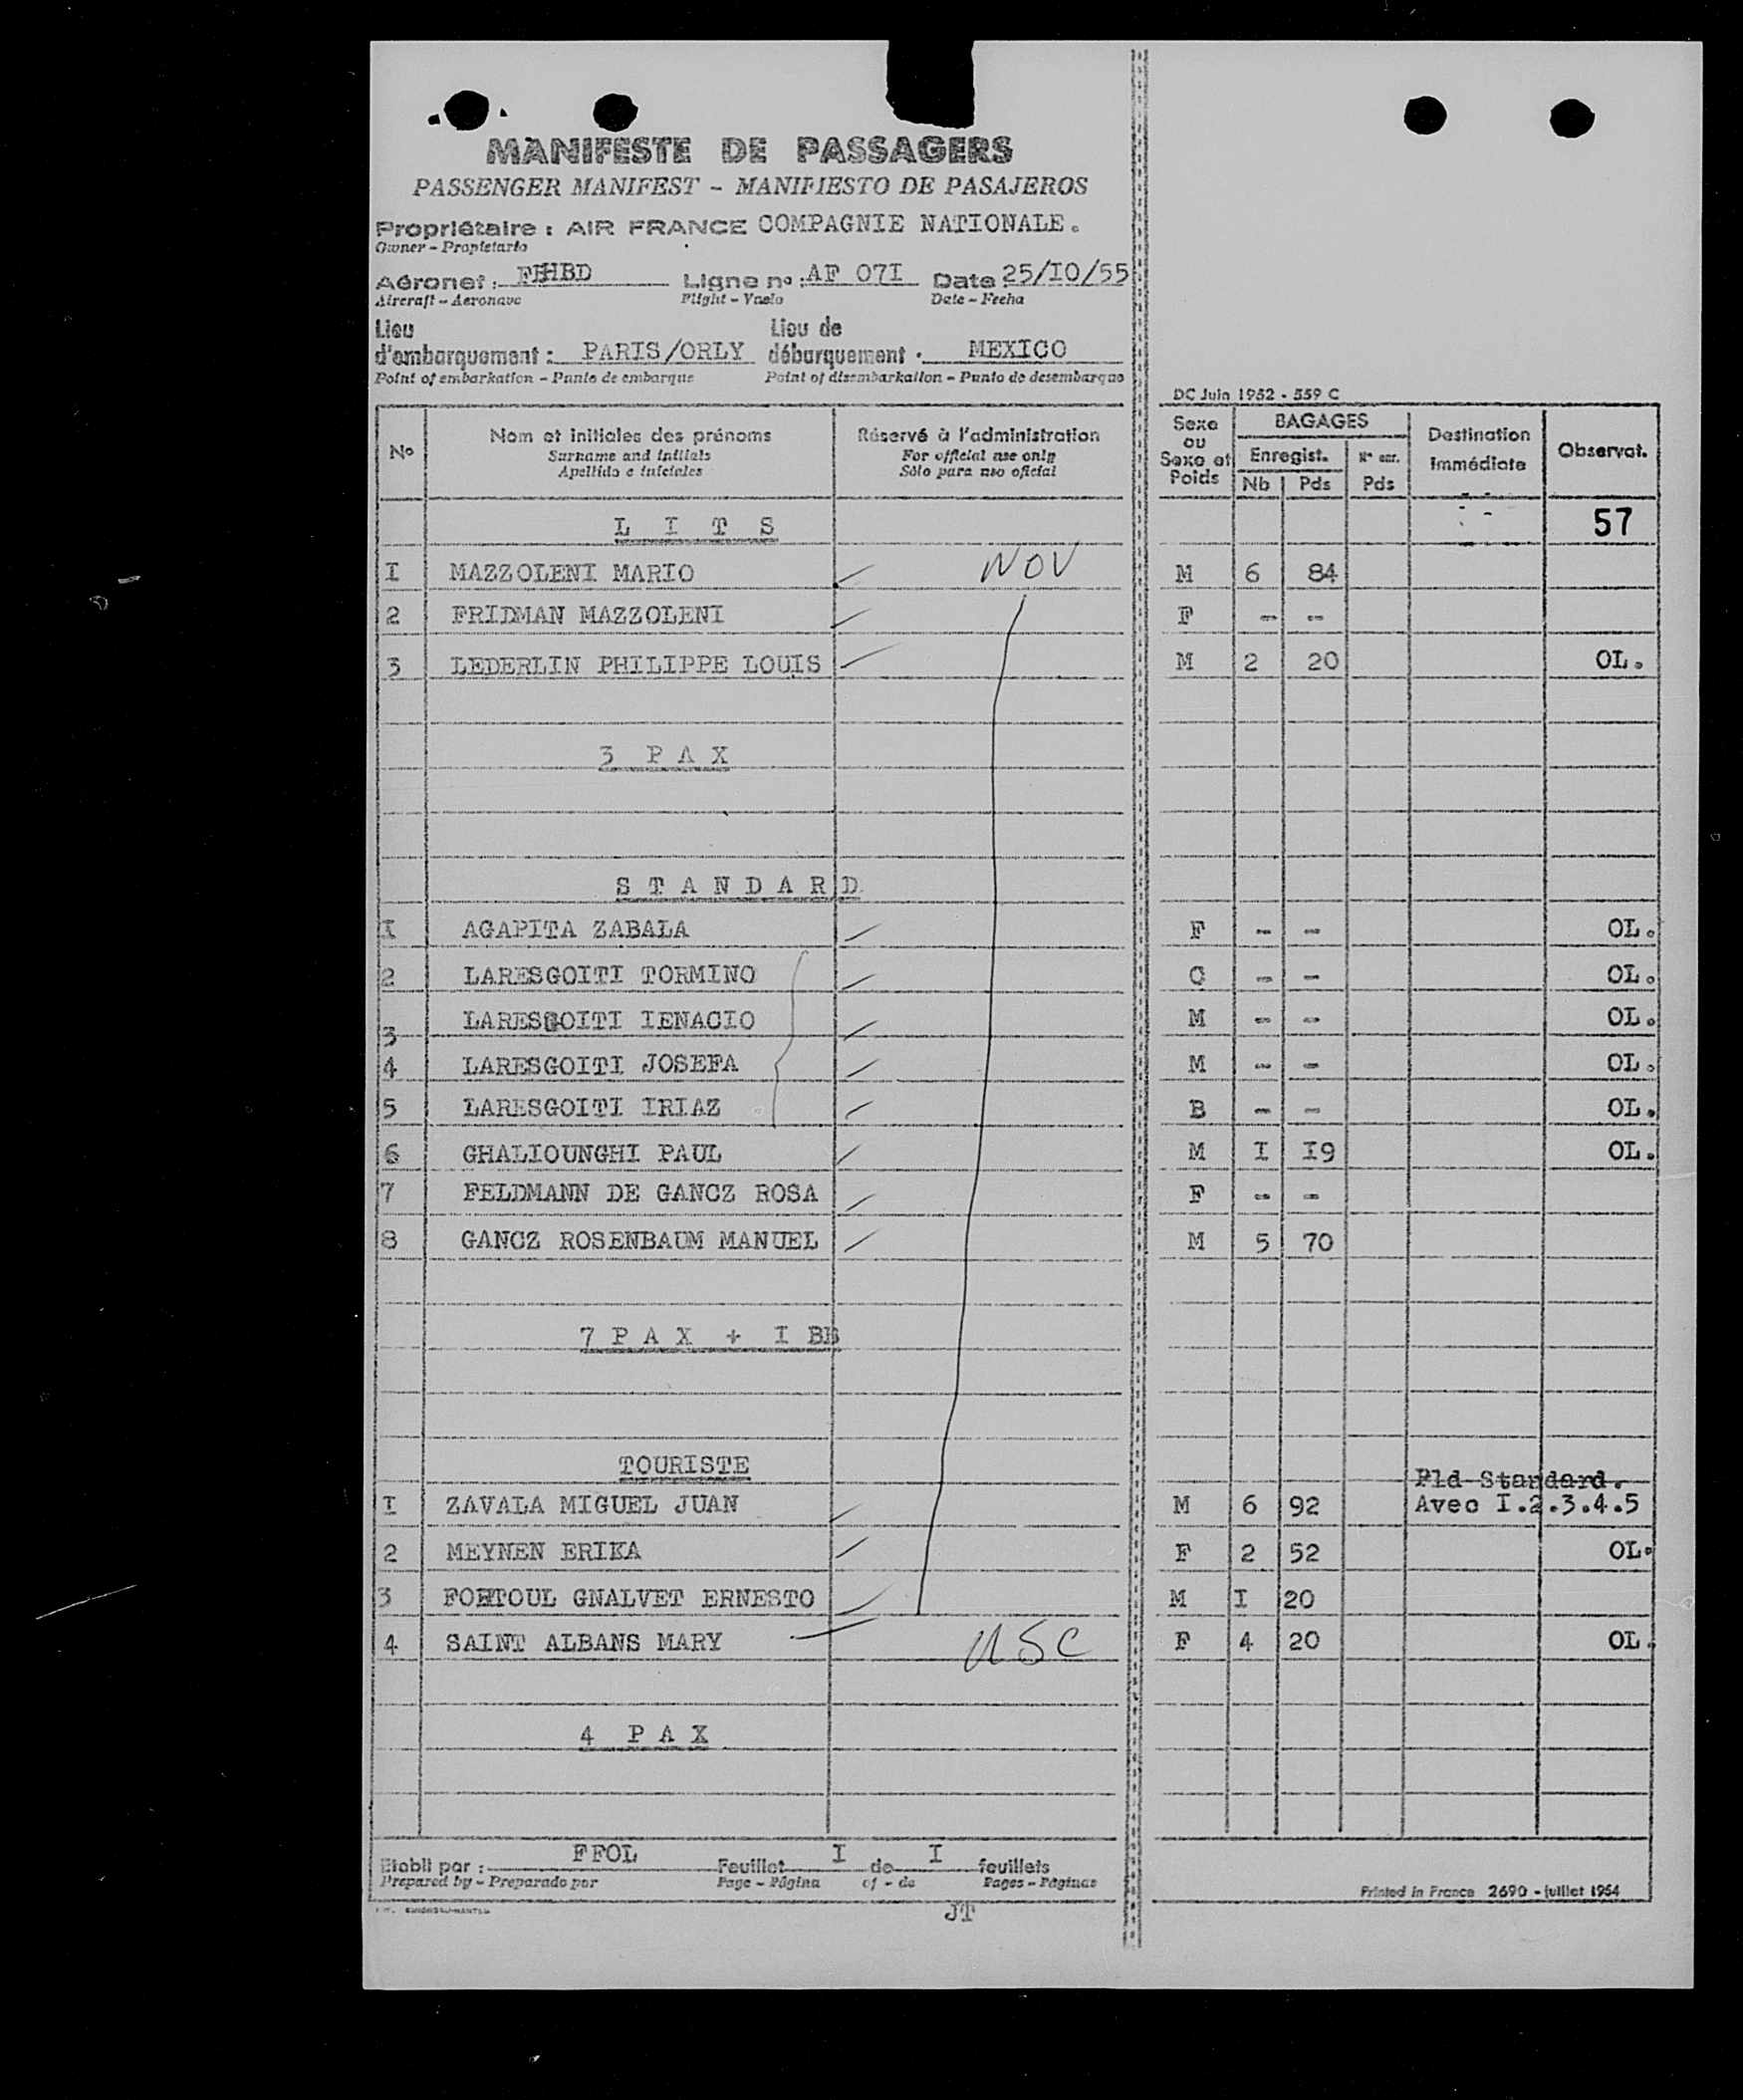 MANIFESTE DE PASSAGERS
PASSENGER MANIFEST - MANIFIESTO DE PASAJEROS
Propriétaire : AIR FRANCE COMPAGNIE NATIONALE.
Owner - Propietario
Aéronef : FBHBD Ligne no : AF 07I Date 25/I0/55
Aircraft - Aeronave Flight - Vuelo Date - Fecha
Lieu Lieu de
d'embarquement : PARIS/ORLY débarquement . MEXICO
Point of embarkation - Punto de embarque Point of disembarkation - Punto de desembarque
DC Juin 1952 - 559 C
No Nom et initiales des prénoms Réservé à l'administration Sexe ou Sexe et Poids BAGAGES Destination Immédiate Observat.
Surname and initials For official use only Enregist. Nn enr.
Apellido e iniciales Sólo para uso oficial Nb Pds Pds
L I T S 57
I MAZZOLENI MARIO NOV M 6 84
2 FRIDMAN MAZZOLENI F -- --
3 LEDERLIN PHILIPPE LOUIS M 2 20 OL.
3 P A X
S T A N D A R D
I AGAPITA ZABALA F -- -- OL.
2 LARESGOITI TORMINO C -- -- OL.
3 LARESGOITI IENACIO M -- -- OL.
4 LARESGOITI JOSEFA M -- -- OL.
5 LARESGOITI IRIAZ B -- -- OL.
6 GHALIOUNGHI PAUL M I I9 OL.
7 FELDMANN DE GANCZ ROSA F -- --
8 GANCZ ROSENBAUM MANUEL M 5 70
7 P A X + I BB
TOURISTE
Pld Standard.
I ZAVALA MIGUEL JUAN M 6 92 Avec I.2.3.4.5
2 MEYNEN ERIKA F 2 52 OL.
3 FORTOUL GNALVET ERNESTO M I 20
4 SAINT ALBANS MARY USC F 4 20 OL.
4 P A X
Etabli par : FFOL Feuillet I de I feuillets
Prepared by - Preparado por Page - Página of - de Pages - Páginas
Printed in France 2690 - juillet 1954
JT